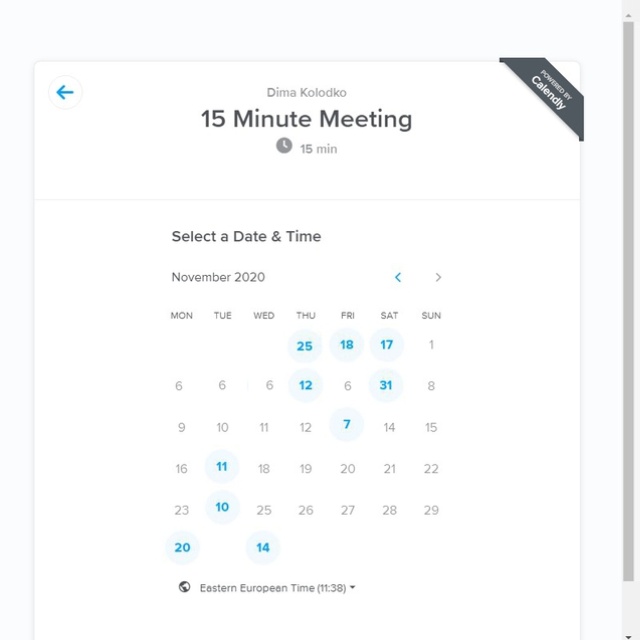 POWERED BY
Calendly
Dima Kolodko
15 Minute Meeting
15 min
Select a Date & Time
November 2020
MON TUE WED THU FRI SAT SUN
25 18 17 1
6 6 6 12 6 31 8
9 10 11 12 7 14 15
16 11 18 19 20 21 22
23 10 25 26 27 28 29
20 14
Eastern European Time (11:38)